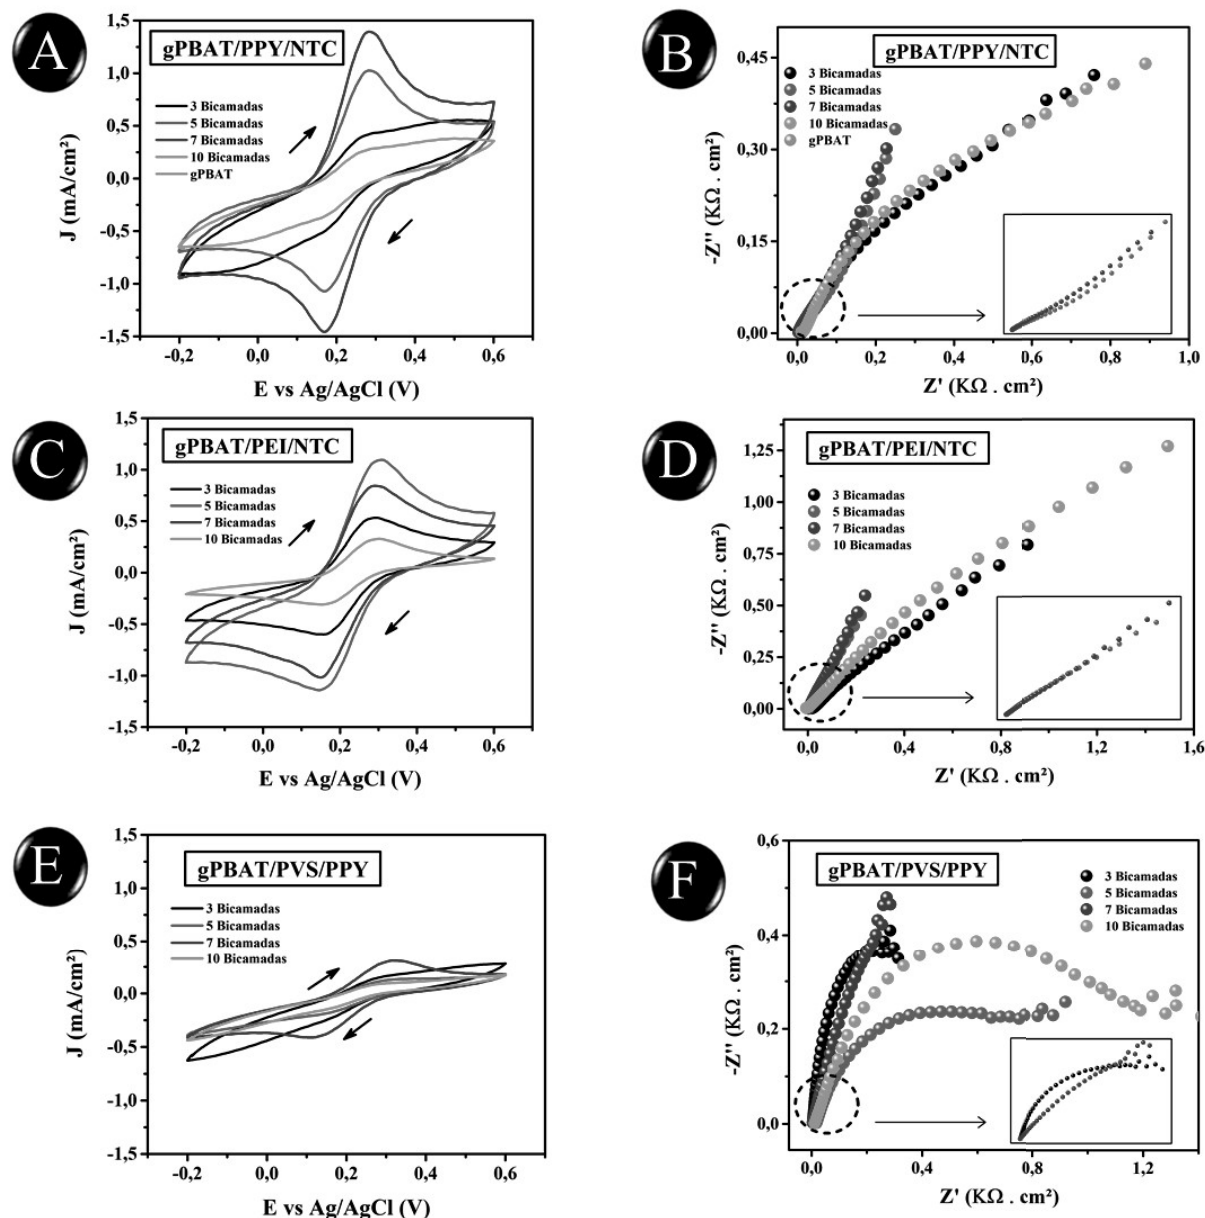 A
gPBAT/PPY/NTC
3 Bicamadas
5 Bicamadas
7 Bicamadas
10 Bicamadas
gPBAT
J (mA/cm²)
1,5
1,0
0,5
0,0
-0,5
-1,0
-1,5
-0,2 0,0 0,2 0,4 0,6
E vs Ag/AgCl (V)
B
gPBAT/PPY/NTC
3 Bicamadas
5 Bicamadas
7 Bicamadas
10 Bicamadas
gPBAT
-Z'' (KΩ . cm²)
0,45
0,30
0,15
0,00
0,0 0,2 0,4 0,6 0,8 1,0
Z' (KΩ . cm²)
C
gPBAT/PEI/NTC
3 Bicamadas
5 Bicamadas
7 Bicamadas
10 Bicamadas
J (mA/cm²)
1,5
1,0
0,5
0,0
-0,5
-1,0
-1,5
-0,2 0,0 0,2 0,4 0,6
E vs Ag/AgCl (V)
D
gPBAT/PEI/NTC
3 Bicamadas
5 Bicamadas
7 Bicamadas
10 Bicamadas
-Z'' (KΩ . cm²)
1,25
1,00
0,75
0,50
0,25
0,00
0,0 0,4 0,8 1,2 1,6
Z' (KΩ . cm²)
E
gPBAT/PVS/PPY
3 Bicamadas
5 Bicamadas
7 Bicamadas
10 Bicamadas
J (mA/cm²)
1,5
1,0
0,5
0,0
-0,5
-1,0
-1,5
-0,2 0,0 0,2 0,4 0,6
E vs Ag/AgCl (V)
F
gPBAT/PVS/PPY
3 Bicamadas
5 Bicamadas
7 Bicamadas
10 Bicamadas
-Z'' (KΩ . cm²)
0,6
0,4
0,2
0,0
0,0 0,4 0,8 1,2
Z' (KΩ . cm²)